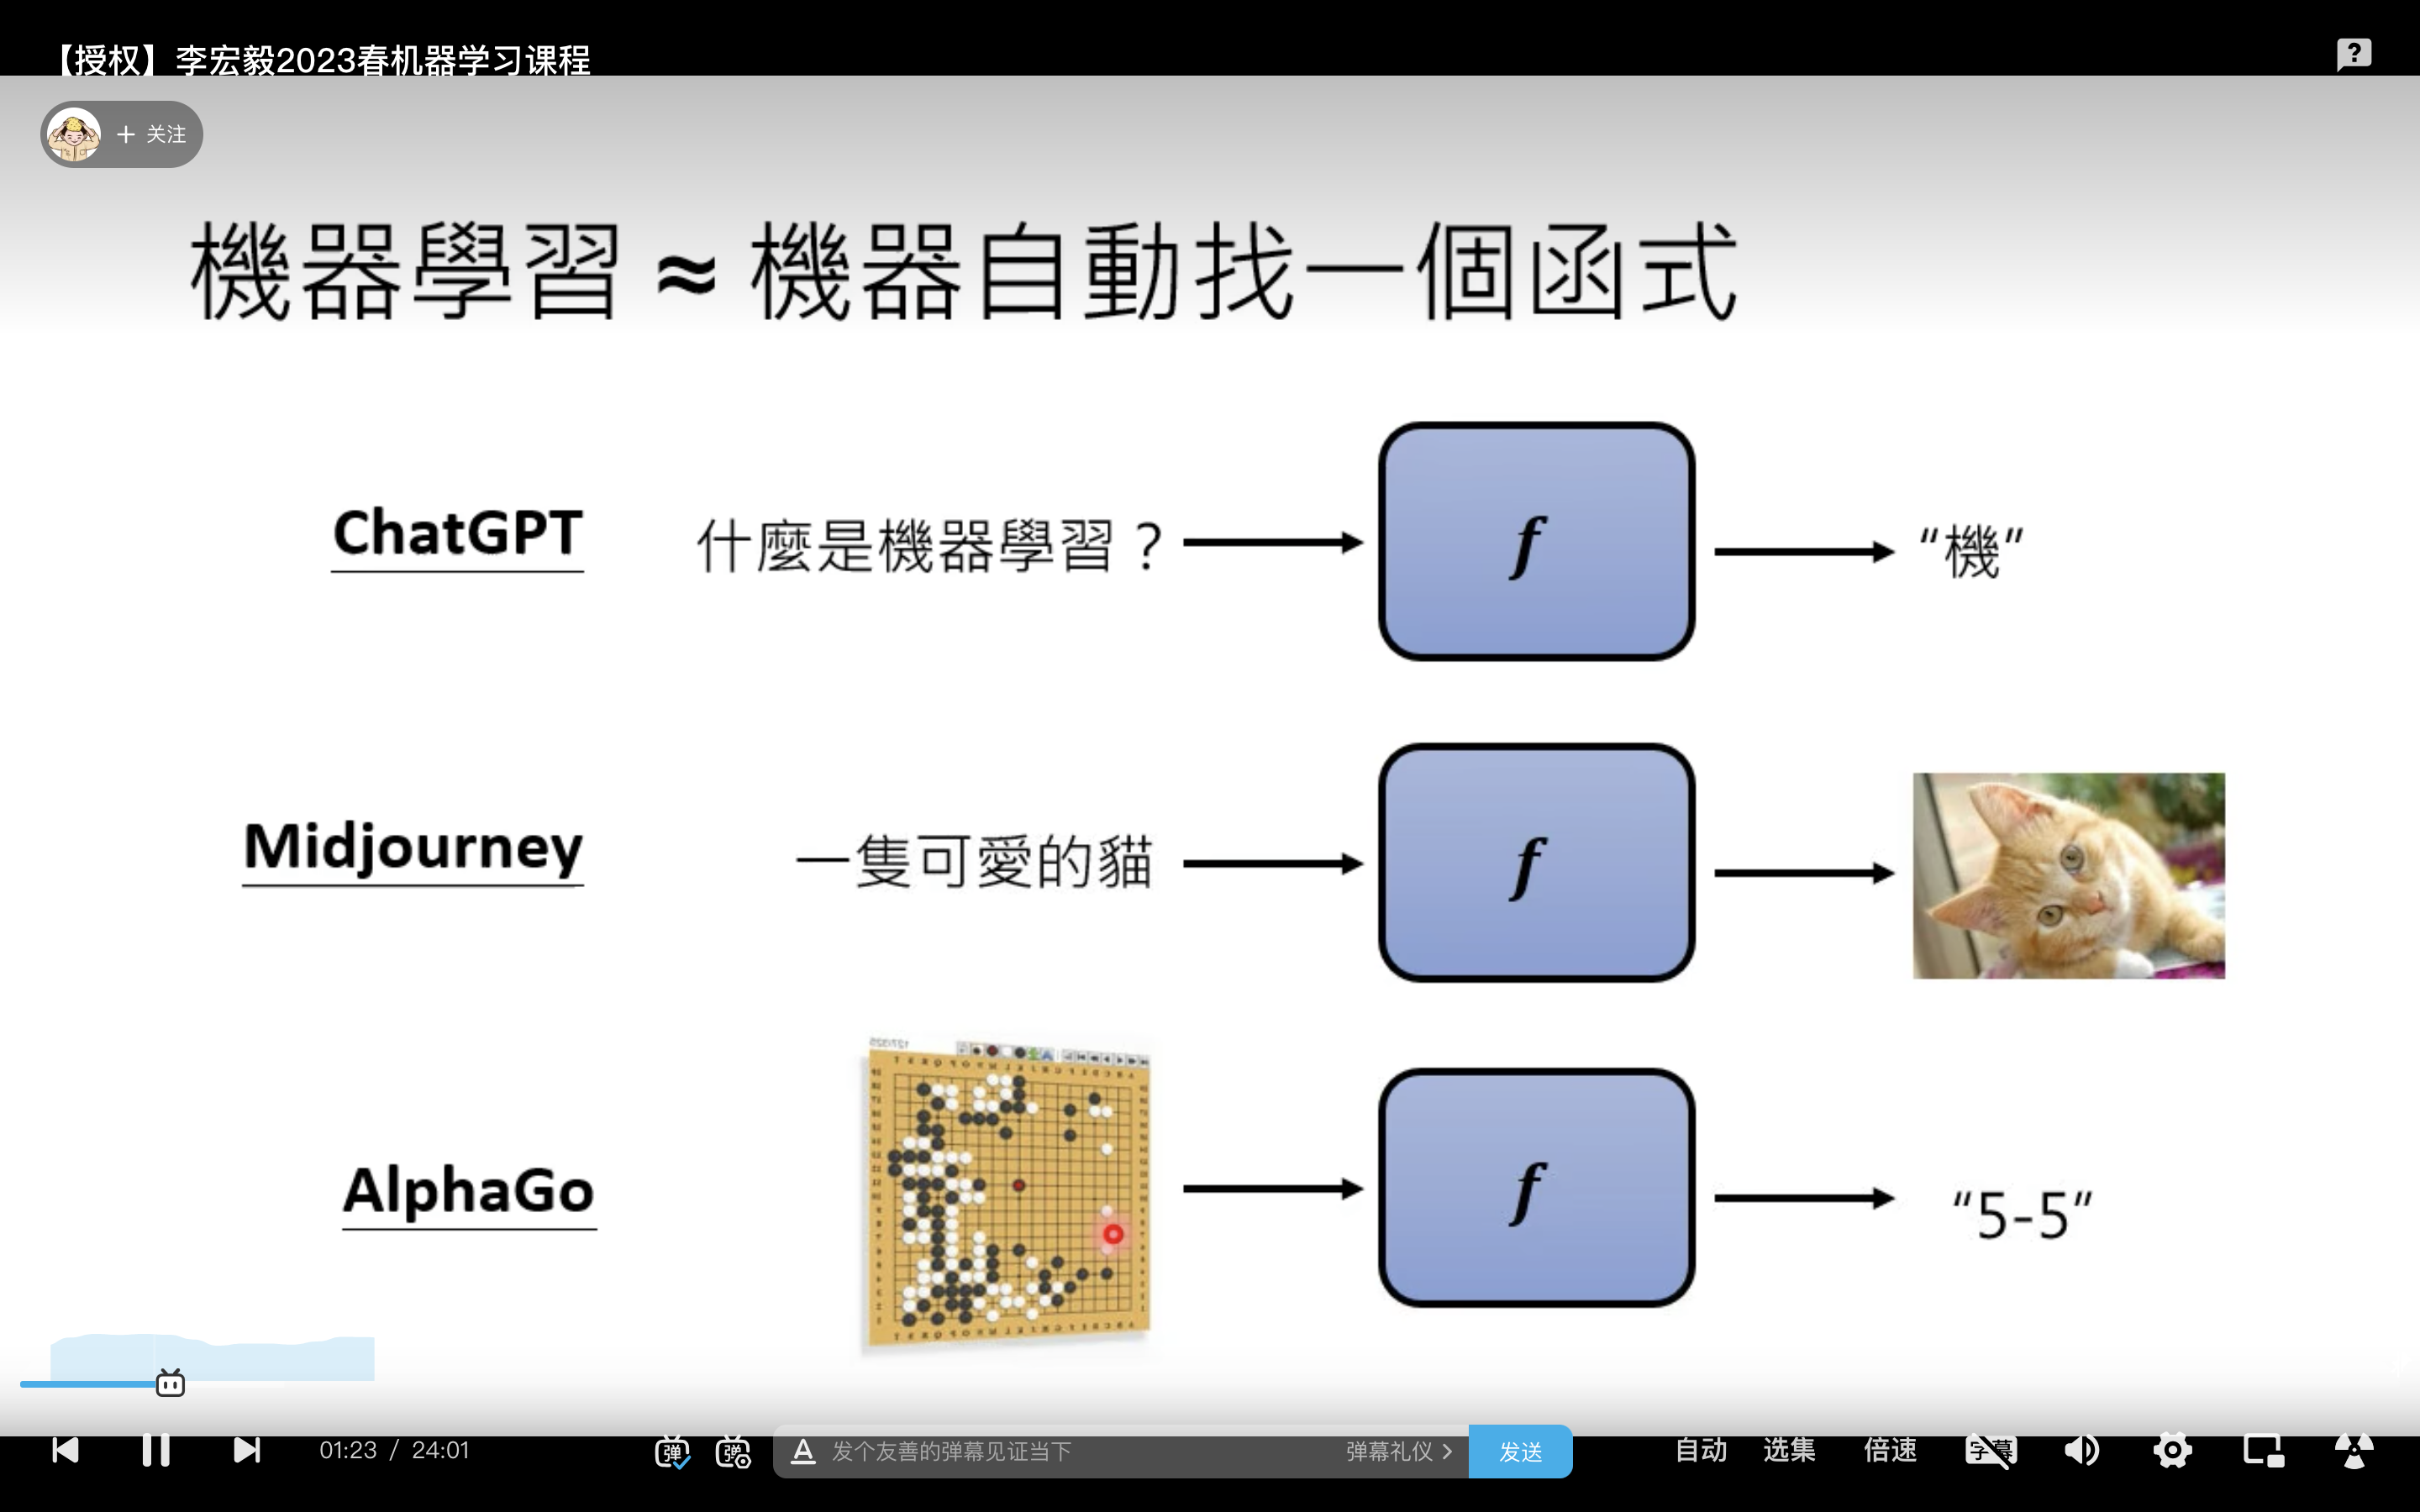 【授权】李宏毅2023春机器学习课程
+ 关注
機器學習 ≈ 機器自動找一個函式
ChatGPT
什麼是機器學習？
f
“機”
Midjourney
一隻可愛的貓
f
AlphaGo
f
“5-5”
01:23 / 24:01
弹
弹
A
发个友善的弹幕见证当下
弹幕礼仪 >
发送
自动
选集
倍速
字幕